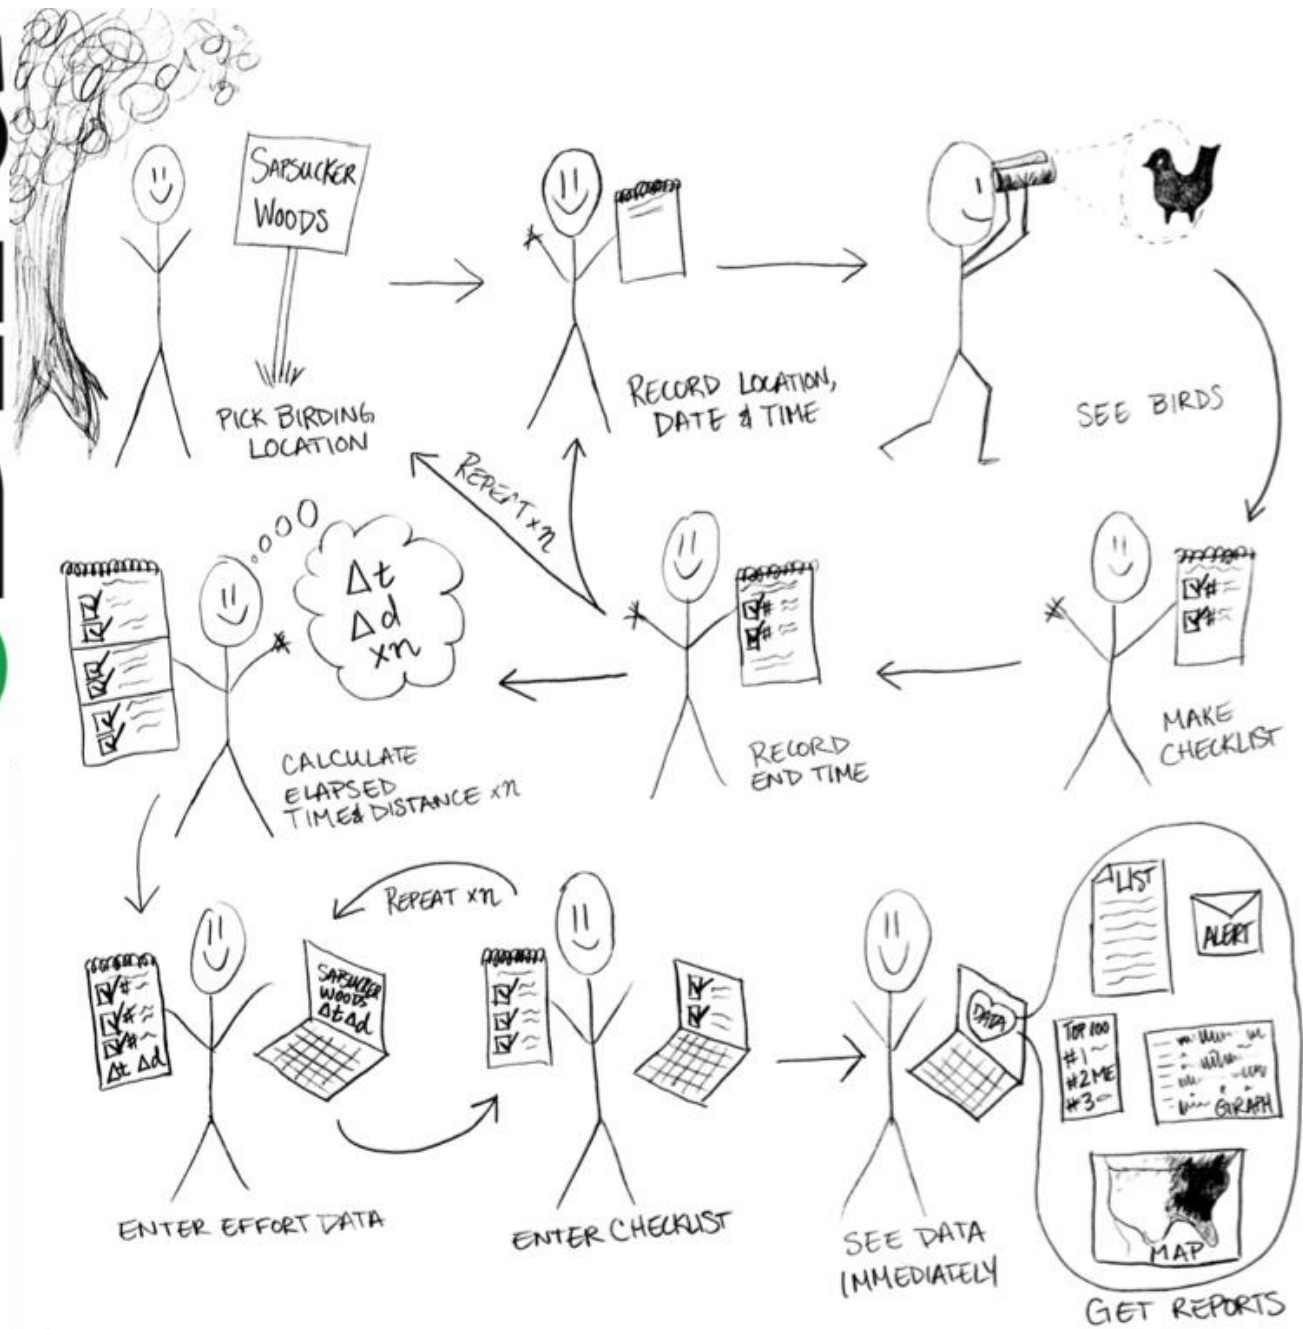 SAPSUCKER
WOODS
PICK BIRDING
LOCATION
RECORD LOCATION,
DATE & TIME
SEE BIRDS
REPEAT xn
MAKE
CHECKLIST
#
#
RECORD
END TIME
#
#
Δt
Δd
xn
CALCULATE
ELAPSED
TIME & DISTANCE xn
#
#
#
Δt Δd
SAPSUCKER
WOODS
Δt Δd
ENTER EFFORT DATA
REPEAT xn
ENTER CHECKLIST
DATA
SEE DATA
IMMEDIATELY
LIST
ALERT
TOP 100
#1
#2 ME
#3
GRAPH
MAP
GET REPORTS